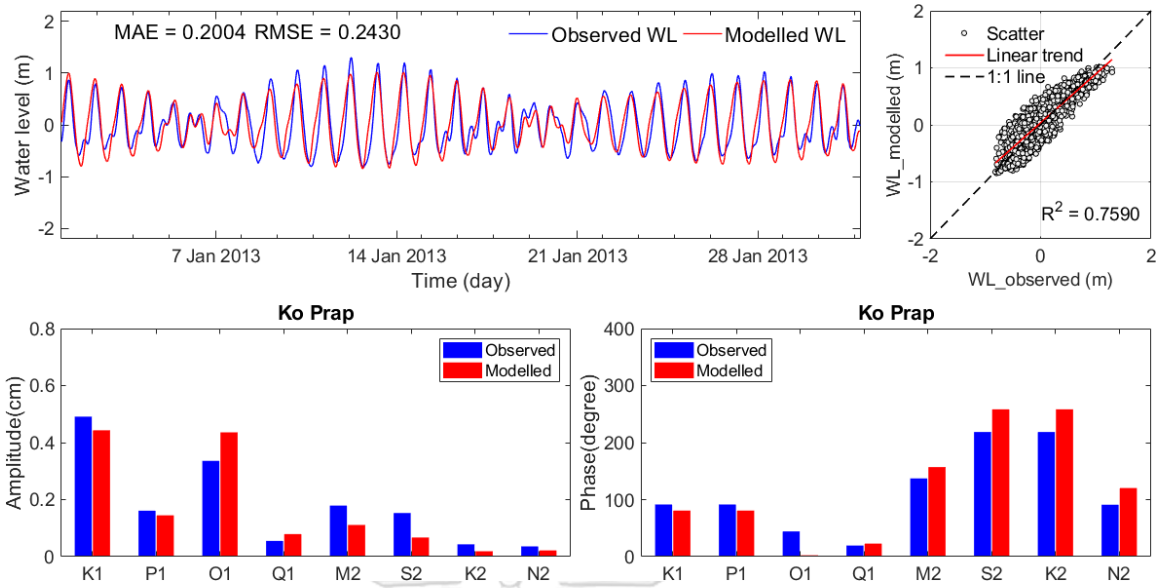 MAE = 0.2004 RMSE = 0.2430
Observed WL
Modelled WL
Water level (m)
2
1
0
-1
-2
7 Jan 2013
14 Jan 2013
21 Jan 2013
28 Jan 2013
Time (day)
Scatter
Linear trend
1:1 line
R² = 0.7590
WL_modelled (m)
2
1
0
-1
-2
-2
0
2
WL_observed (m)
Ko Prap
Observed
Modelled
Amplitude(cm)
0.8
0.6
0.4
0.2
0
K1 P1 O1 Q1 M2 S2 K2 N2
Ko Prap
Observed
Modelled
Phase(degree)
400
300
200
100
0
K1 P1 O1 Q1 M2 S2 K2 N2